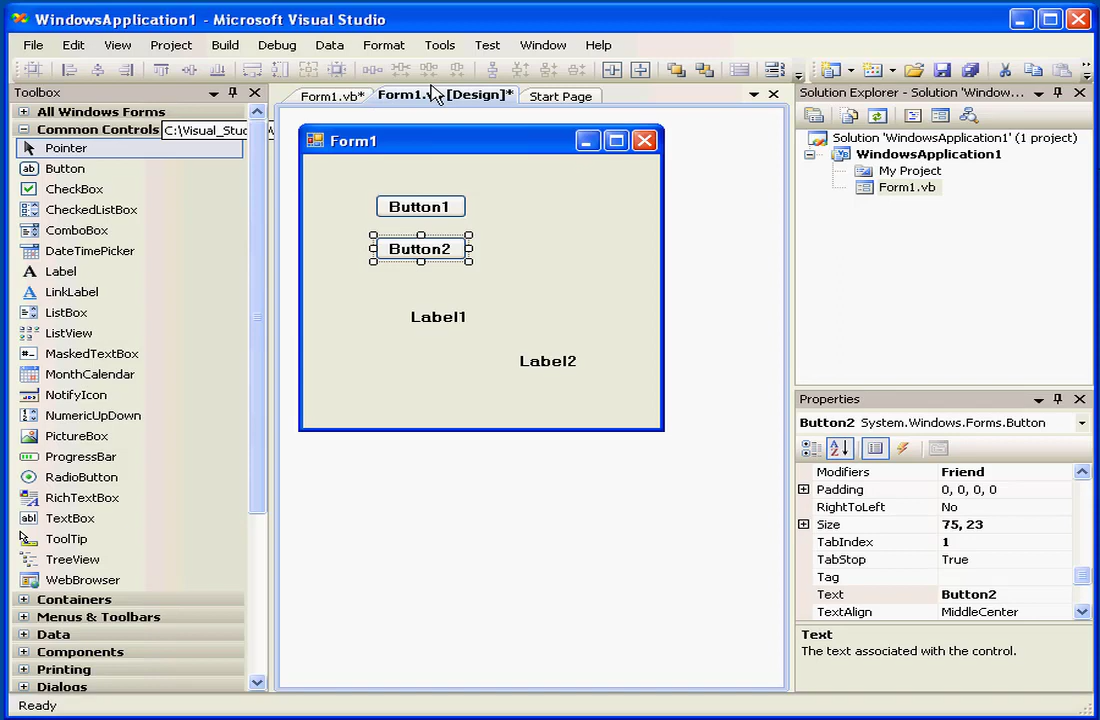 WindowsApplication1 - Microsoft Visual Studio
File Edit View Project Build Debug Data Format Tools Test Window Help
Toolbox
All Windows Forms
Common Controls
C:\Visual_Stud
Pointer
Button
CheckBox
CheckedListBox
ComboBox
DateTimePicker
Label
LinkLabel
ListBox
ListView
MaskedTextBox
MonthCalendar
NotifyIcon
NumericUpDown
PictureBox
ProgressBar
RadioButton
RichTextBox
TextBox
ToolTip
TreeView
WebBrowser
Containers
Menus & Toolbars
Data
Components
Printing
Dialogs
Form1.vb* Form1.v [Design]* Start Page
Form1
Button1
Button2
Label1
Label2
Solution Explorer - Solution 'Window...
Solution 'WindowsApplication1' (1 project)
WindowsApplication1
My Project
Form1.vb
Properties
Button2 System.Windows.Forms.Button
Modifiers Friend
Padding 0, 0, 0, 0
RightToLeft No
Size 75, 23
TabIndex 1
TabStop True
Tag
Text Button2
TextAlign MiddleCenter
Text
The text associated with the control.
Ready